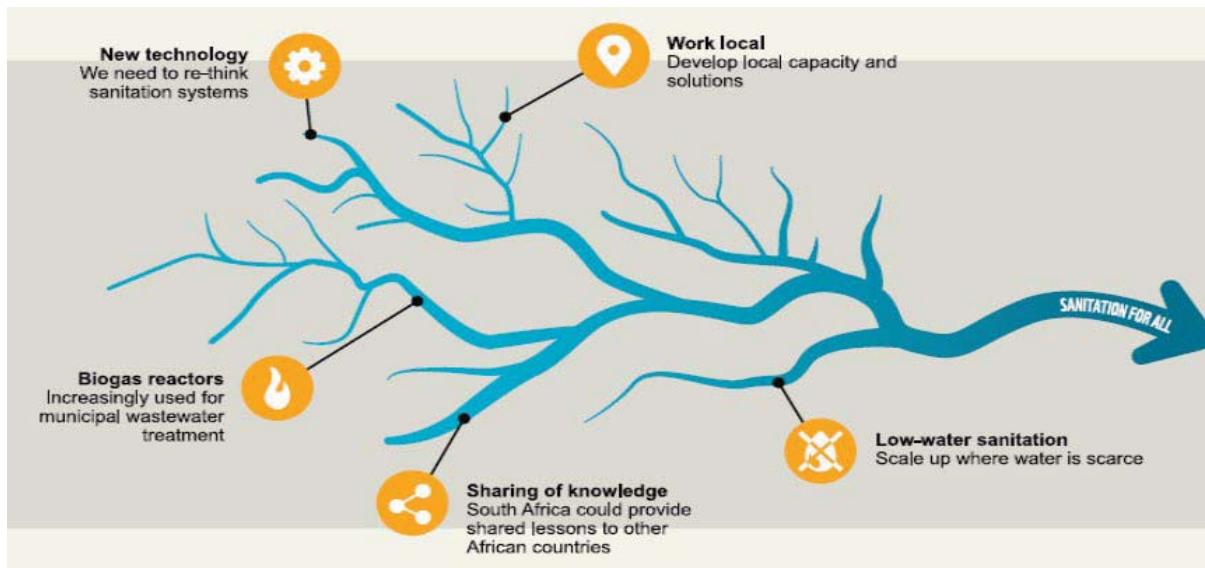 New technology
We need to re-think
sanitation systems
Work local
Develop local capacity and
solutions
SANITATION FOR ALL
Biogas reactors
Increasingly used for
municipal wastewater
treatment
Low-water sanitation
Scale up where water is scarce
Sharing of knowledge
South Africa could provide
shared lessons to other
African countries